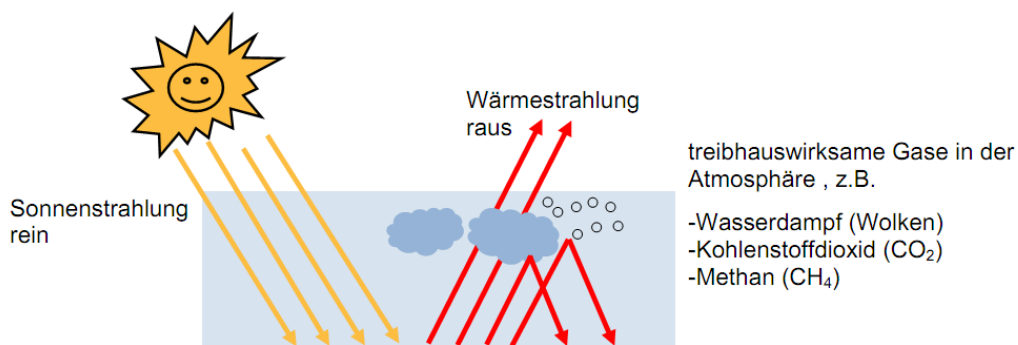 Wärmestrahlung
raus
treibhauswirksame Gase in der
Atmosphäre , z.B.
Sonnenstrahlung
rein
-Wasserdampf (Wolken)
-Kohlenstoffdioxid (CO₂)
-Methan (CH₄)